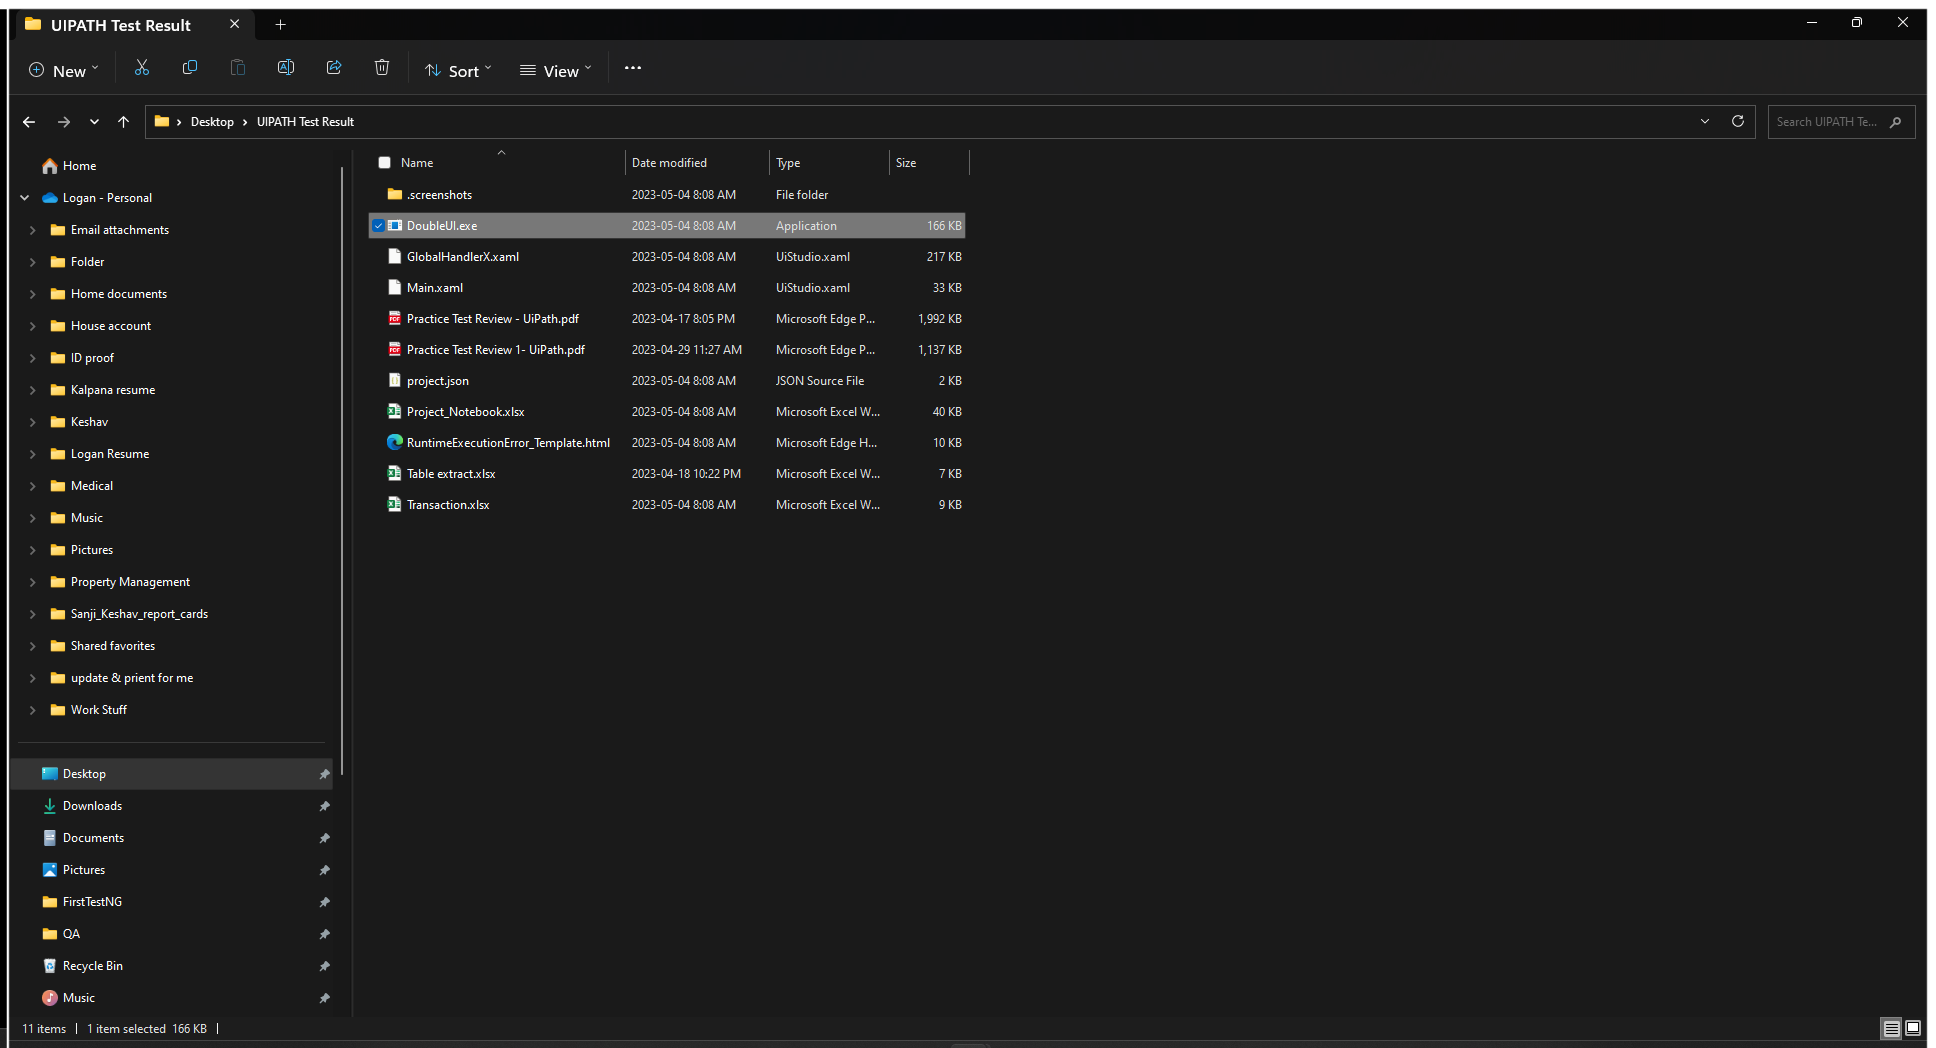 UIPATH Test Result
New
Sort
View
Desktop
UIPATH Test Result
Search UIPATH Te...
Home
Logan - Personal
Email attachments
Folder
Home documents
House account
ID proof
Kalpana resume
Keshav
Logan Resume
Medical
Music
Pictures
Property Management
Sanji_Keshav_report_cards
Shared favorites
update & prient for me
Work Stuff
Desktop
Downloads
Documents
Pictures
FirstTestNG
QA
Recycle Bin
Music
Name Date modified Type Size
.screenshots 2023-05-04 8:08 AM File folder
DoubleUI.exe 2023-05-04 8:08 AM Application 166 KB
GlobalHandlerX.xaml 2023-05-04 8:08 AM UiStudio.xaml 217 KB
Main.xaml 2023-05-04 8:08 AM UiStudio.xaml 33 KB
Practice Test Review - UiPath.pdf 2023-04-17 8:05 PM Microsoft Edge P... 1,992 KB
Practice Test Review 1- UiPath.pdf 2023-04-29 11:27 AM Microsoft Edge P... 1,137 KB
project.json 2023-05-04 8:08 AM JSON Source File 2 KB
Project_Notebook.xlsx 2023-05-04 8:08 AM Microsoft Excel W... 40 KB
RuntimeExecutionError_Template.html 2023-05-04 8:08 AM Microsoft Edge H... 10 KB
Table extract.xlsx 2023-04-18 10:22 PM Microsoft Excel W... 7 KB
Transaction.xlsx 2023-05-04 8:08 AM Microsoft Excel W... 9 KB
11 items 1 item selected 166 KB